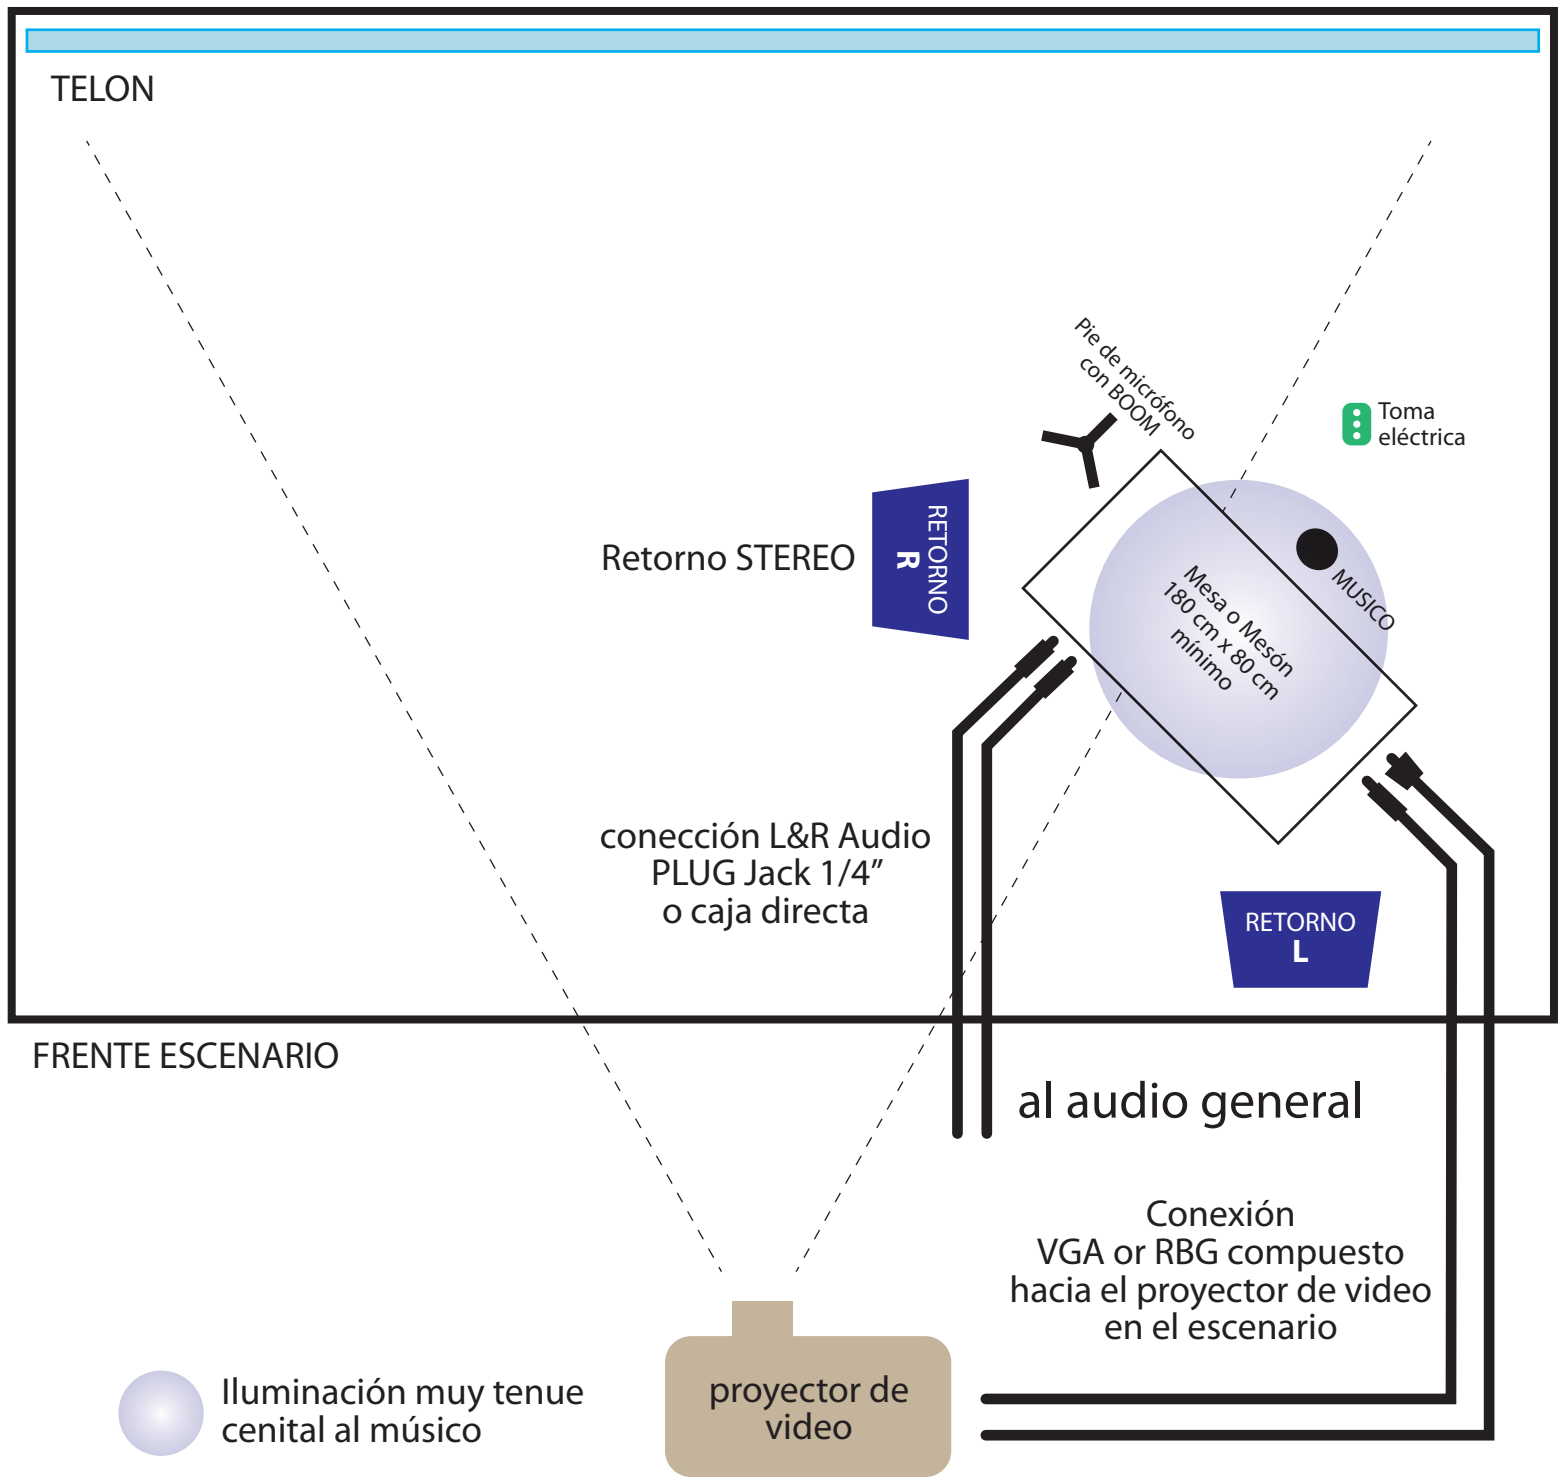 TELON
Pie de micrófono
con BOOM
Toma
eléctrica
Retorno STEREO
RETORNO
R
MUSICO
Mesa o Mesón
180 cm x 80 cm
mínimo
conección L&R Audio
PLUG Jack 1/4”
o caja directa
RETORNO
L
FRENTE ESCENARIO
al audio general
Conexión
VGA or RBG compuesto
hacia el proyector de video
en el escenario
Iluminación muy tenue
cenital al músico
proyector de
video